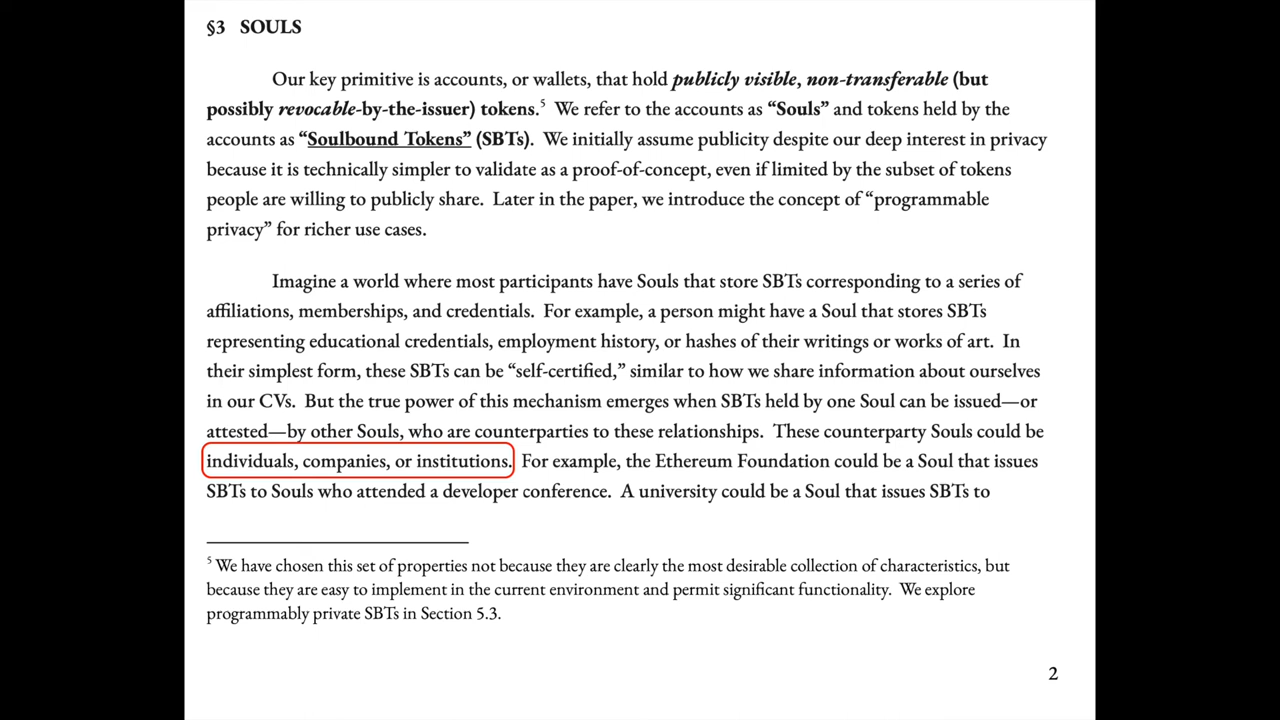 §3 SOULS
Our key primitive is accounts, or wallets, that hold publicly visible, non-transferable (but
possibly revocable-by-the-issuer) tokens.⁵ We refer to the accounts as “Souls” and tokens held by the
accounts as “Soulbound Tokens” (SBTs). We initially assume publicity despite our deep interest in privacy
because it is technically simpler to validate as a proof-of-concept, even if limited by the subset of tokens
people are willing to publicly share. Later in the paper, we introduce the concept of “programmable
privacy” for richer use cases.
Imagine a world where most participants have Souls that store SBTs corresponding to a series of
affiliations, memberships, and credentials. For example, a person might have a Soul that stores SBTs
representing educational credentials, employment history, or hashes of their writings or works of art. In
their simplest form, these SBTs can be “self-certified,” similar to how we share information about ourselves
in our CVs. But the true power of this mechanism emerges when SBTs held by one Soul can be issued—or
attested—by other Souls, who are counterparties to these relationships. These counterparty Souls could be
individuals, companies, or institutions. For example, the Ethereum Foundation could be a Soul that issues
SBTs to Souls who attended a developer conference. A university could be a Soul that issues SBTs to
⁵ We have chosen this set of properties not because they are clearly the most desirable collection of characteristics, but
because they are easy to implement in the current environment and permit significant functionality. We explore
programmably private SBTs in Section 5.3.
2